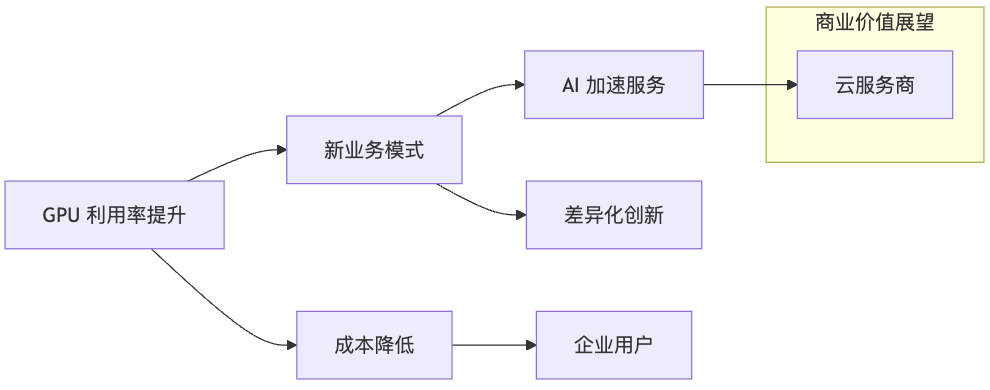 商业价值展望
AI 加速服务
云服务商
新业务模式
GPU 利用率提升
差异化创新
成本降低
企业用户